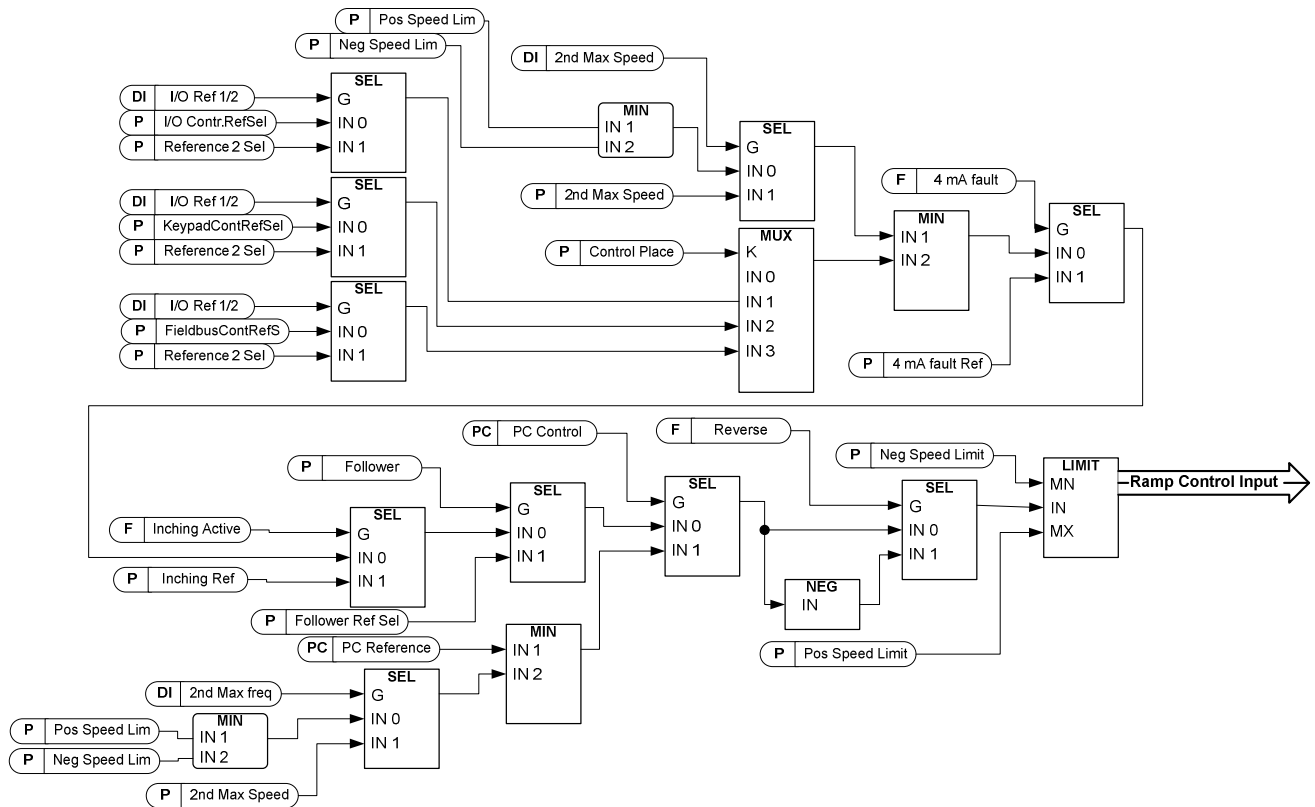 P Pos Speed Lim
P Neg Speed Lim
DI 2nd Max Speed
SEL
DI I/O Ref 1/2
G
P I/O Contr.RefSel
IN 0
P Reference 2 Sel
IN 1
MIN
IN 1
IN 2
SEL
G
IN 0
P 2nd Max Speed
IN 1
SEL
DI I/O Ref 1/2
G
P KeypadContRefSel
IN 0
P Reference 2 Sel
IN 1
F 4 mA fault
MIN
IN 1
IN 2
SEL
G
IN 0
IN 1
MUX
P Control Place
K
IN 0
IN 1
IN 2
IN 3
SEL
DI I/O Ref 1/2
G
P FieldbusContRefS
IN 0
P Reference 2 Sel
IN 1
P 4 mA fault Ref
PC PC Control
F Reverse
P Follower
P Neg Speed Limit
LIMIT
MN
IN
MX
Ramp Control Input
F Inching Active
SEL
G
IN 0
P Inching Ref
IN 1
SEL
G
IN 0
IN 1
SEL
G
IN 0
IN 1
SEL
G
IN 0
IN 1
NEG
IN
P Follower Ref Sel
PC PC Reference
MIN
IN 1
IN 2
P Pos Speed Limit
DI 2nd Max freq
SEL
G
IN 0
IN 1
P Pos Speed Lim
P Neg Speed Lim
MIN
IN 1
IN 2
P 2nd Max Speed